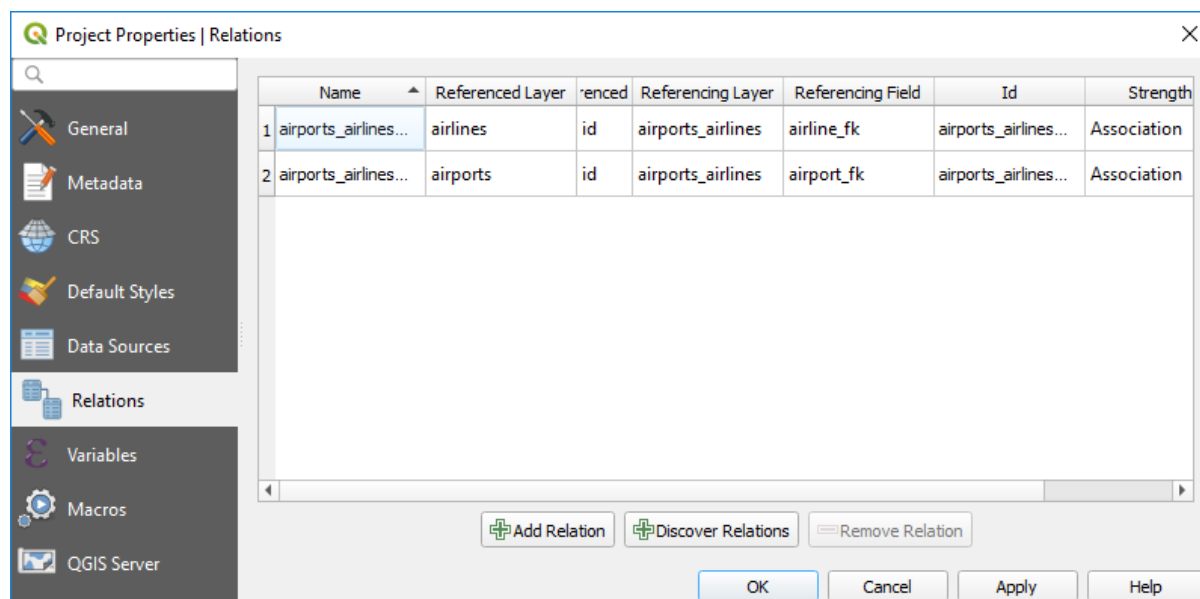 Project Properties | Relations
Name Referenced Layer renced Referencing Layer Referencing Field Id Strength
General
1 airports_airlines... airlines id airports_airlines airline_fk airports_airlines... Association
Metadata
2 airports_airlines... airports id airports_airlines airport_fk airports_airlines... Association
CRS
Default Styles
Data Sources
Relations
Variables
Macros
QGIS Server
Add Relation Discover Relations Remove Relation
OK Cancel Apply Help